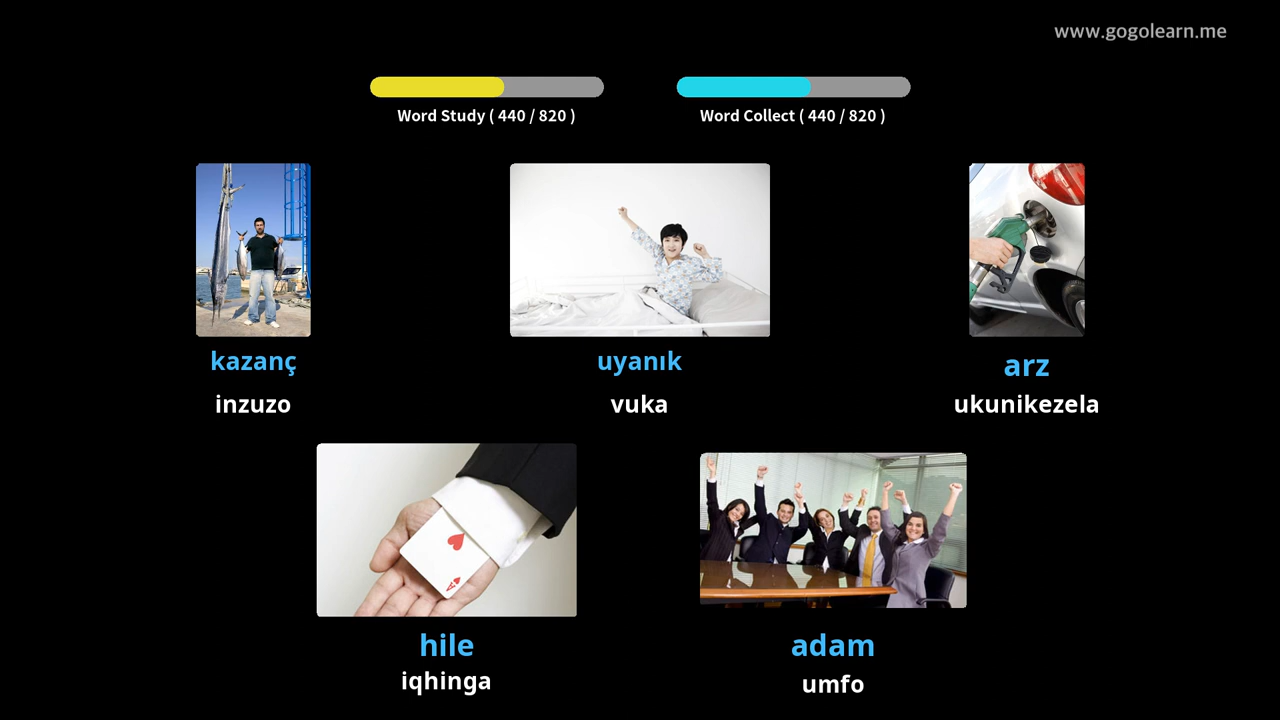 www.gogolearn.me
Word Study ( 440 / 820 )
Word Collect ( 440 / 820 )
kazanç
inzuzo
uyanık
vuka
arz
ukunikezela
hile
iqhinga
adam
umfo